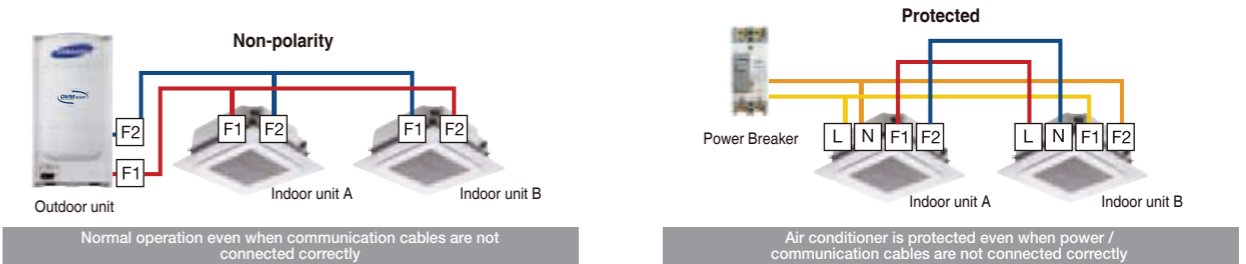 Non-polarity
SAMSUNG
DVM
F2
F1
F1 F2
F1 F2
Outdoor unit
Indoor unit A
Indoor unit B
Normal operation even when communication cables are not
connected correctly
Protected
Power Breaker
L N F1 F2
L N F1 F2
Indoor unit A
Indoor unit B
Air conditioner is protected even when power /
communication cables are not connected correctly